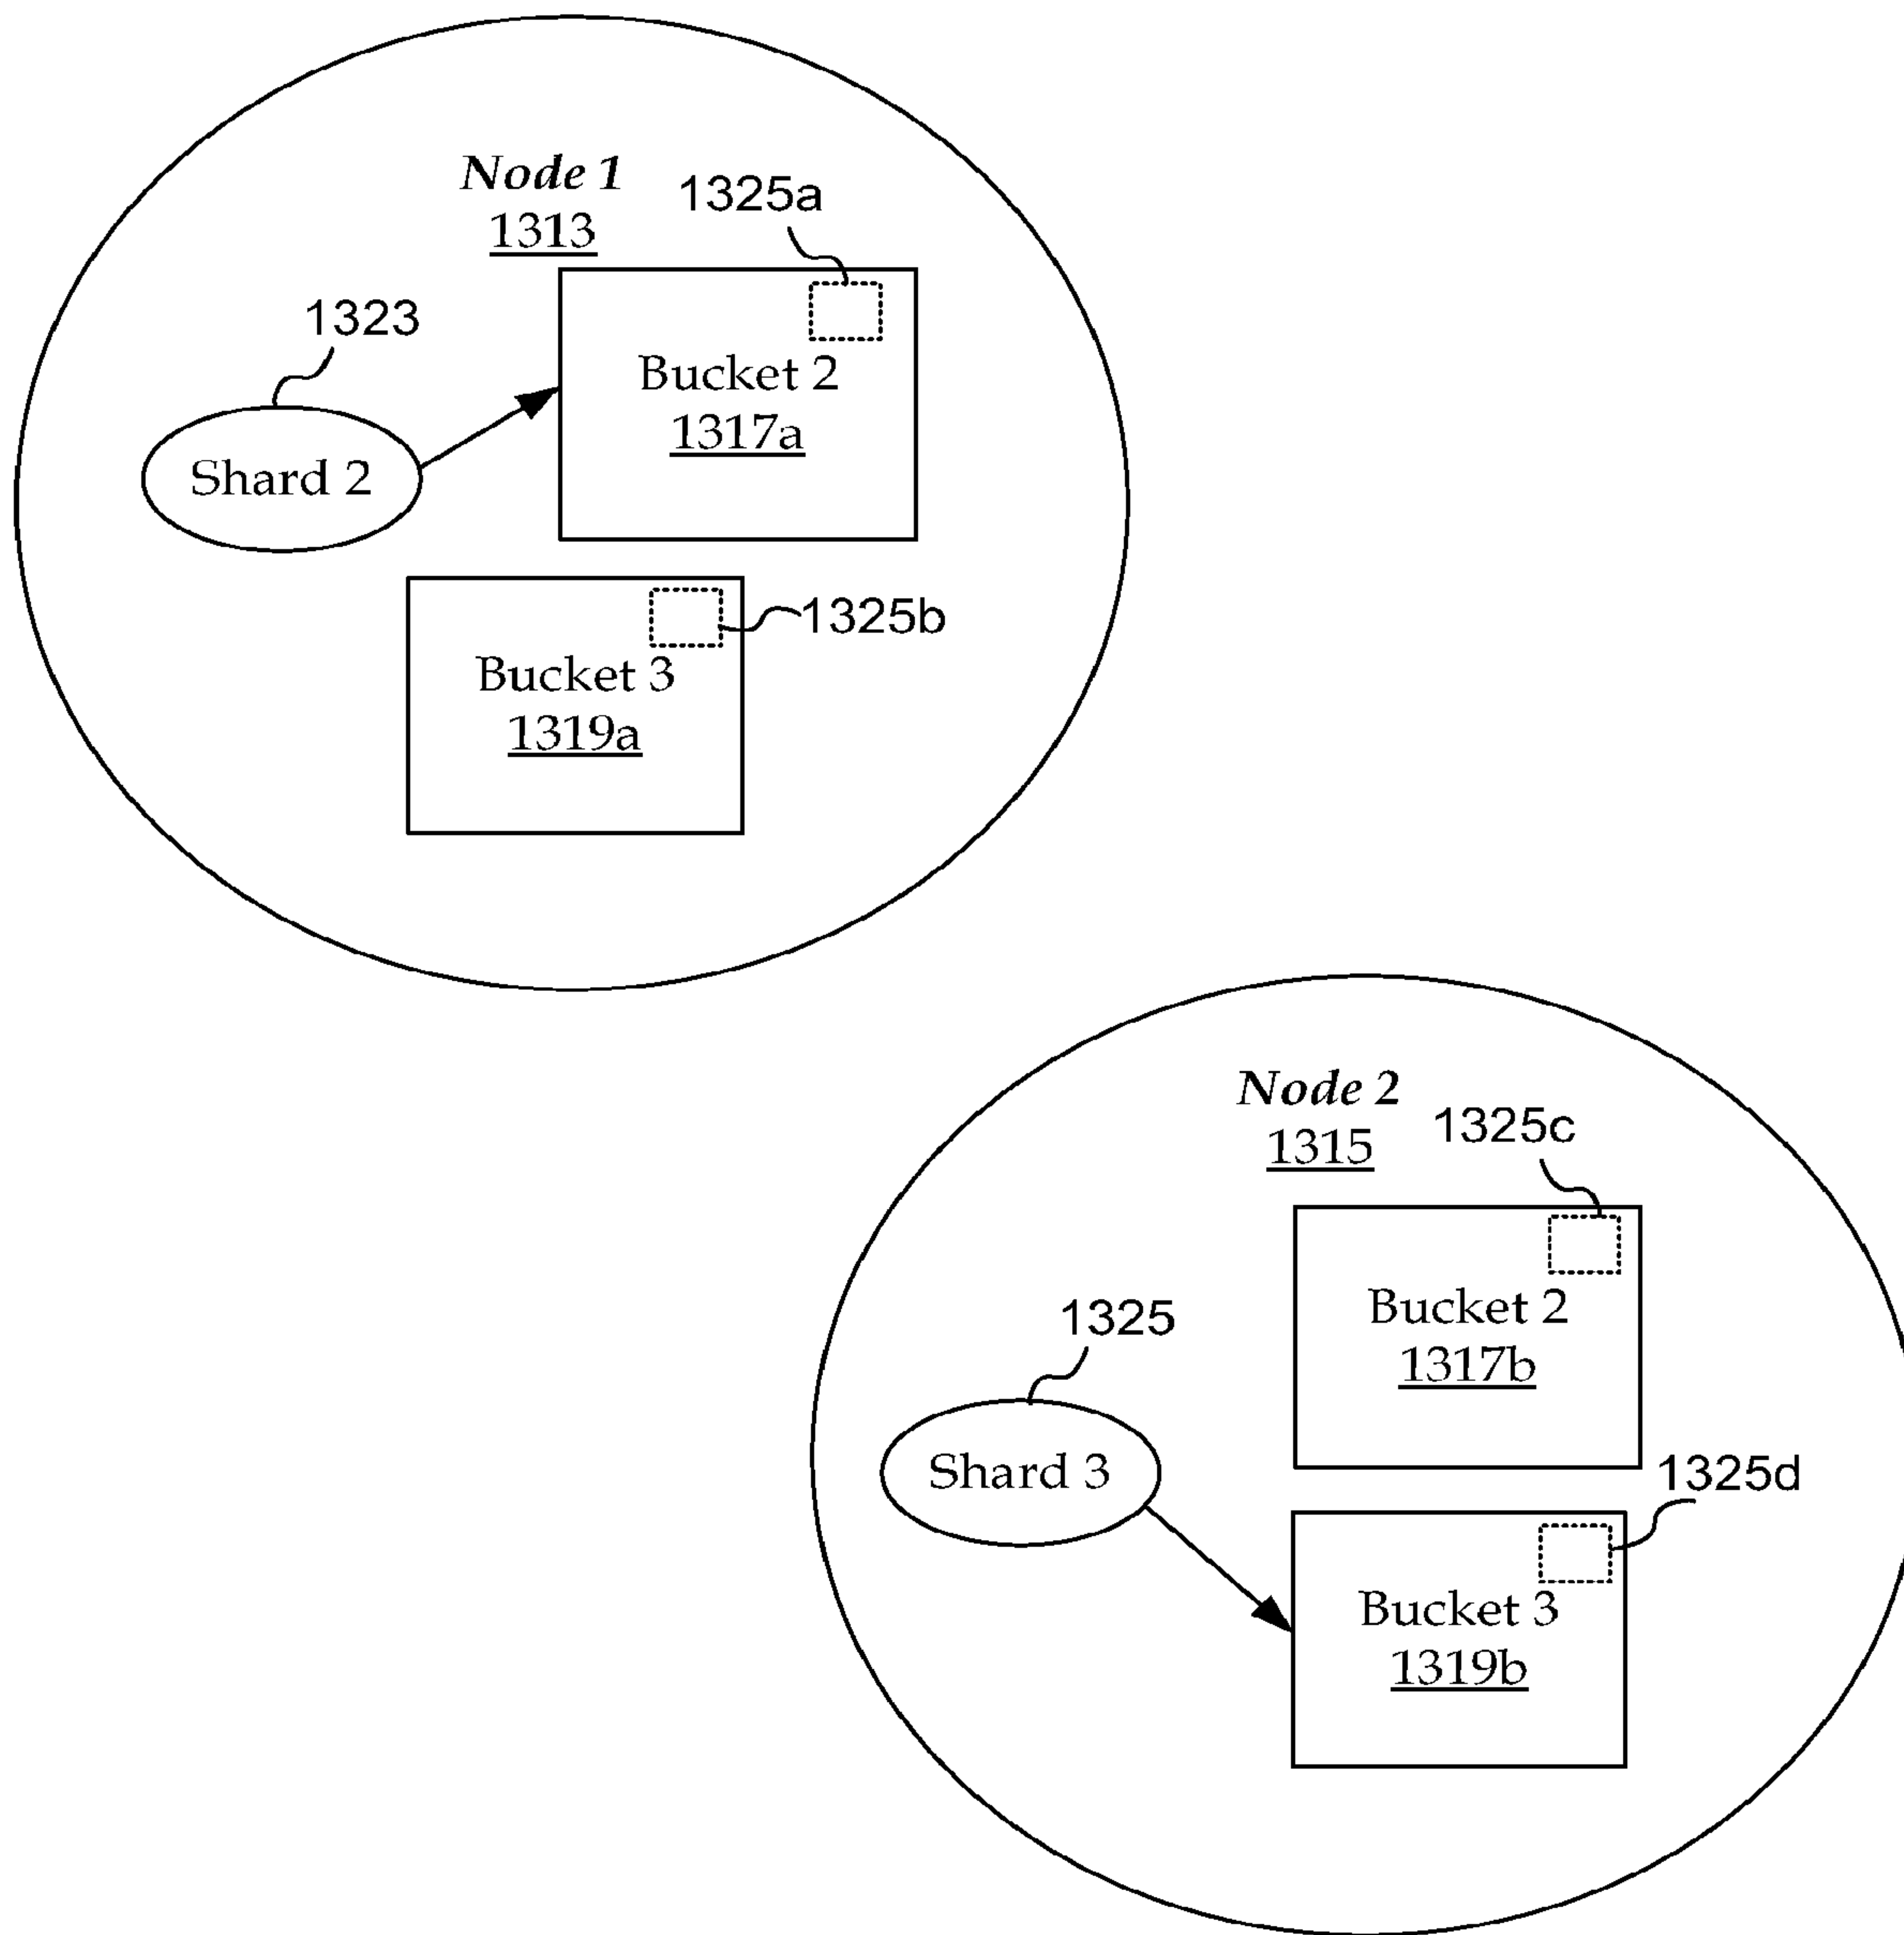 Node 1
1313
1325a
1323
Bucket 2
1317a
Shard 2
1325b
Bucket 3
1319a
Node 2
1315
1325c
1325
Bucket 2
1317b
Shard 3
1325d
Bucket 3
1319b